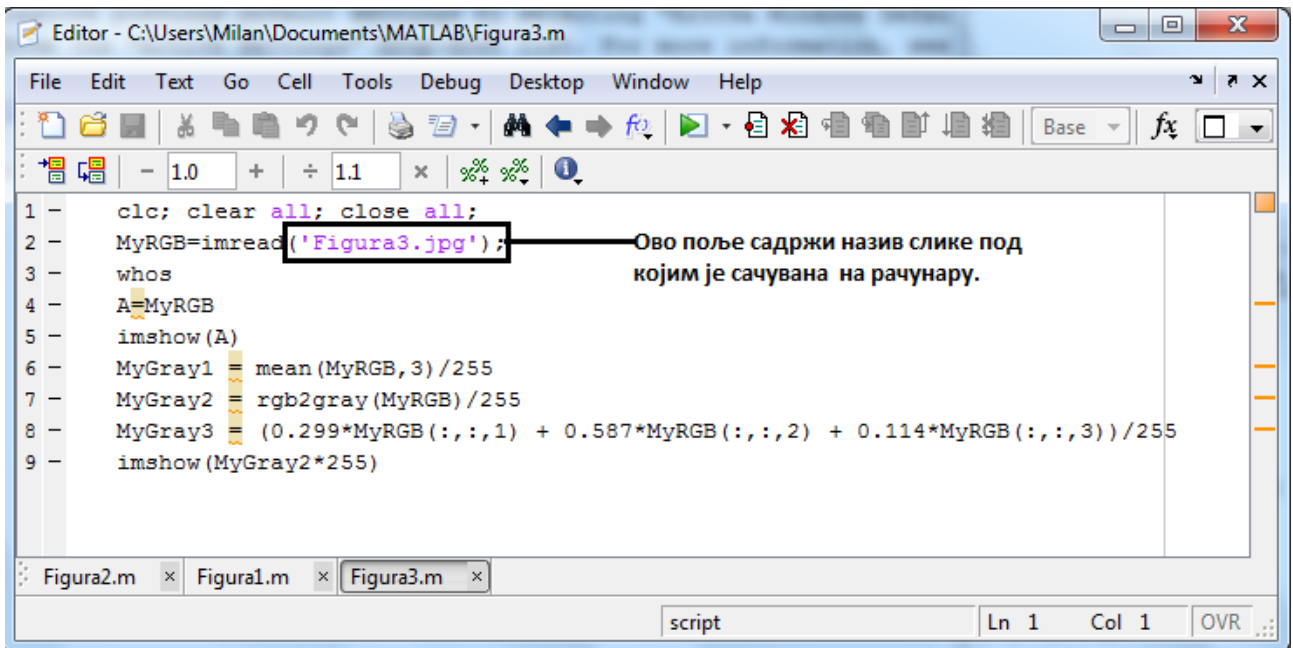 Editor - C:\Users\Milan\Documents\MATLAB\Figura3.m
File Edit Text Go Cell Tools Debug Desktop Window Help
Base
fx
− 1.0 + ÷ 1.1 ×
1 − clc; clear all; close all;
2 − MyRGB=imread('Figura3.jpg');
Ово поље садржи назив слике под
којим је сачувана на рачунару.
3 − whos
4 − A=MyRGB
5 − imshow(A)
6 − MyGray1 = mean(MyRGB,3)/255
7 − MyGray2 = rgb2gray(MyRGB)/255
8 − MyGray3 = (0.299*MyRGB(:,:,1) + 0.587*MyRGB(:,:,2) + 0.114*MyRGB(:,:,3))/255
9 − imshow(MyGray2*255)
Figura2.m × Figura1.m × Figura3.m ×
script Ln 1 Col 1 OVR